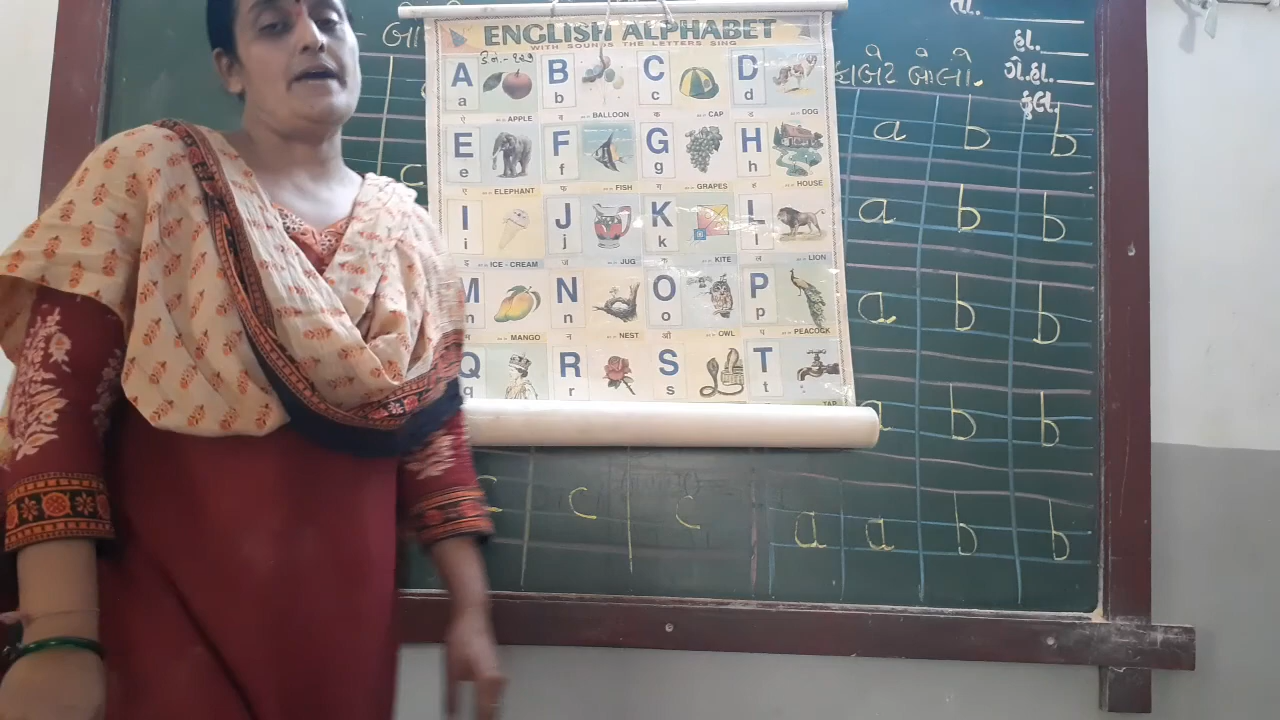 તા.
હા.
ગે.હા.
કુલ.
- બા
બોલો.
ENGLISH ALPHABET
WITH SOUNDS THE LETTERS SING
A a APPLE B b BALLOON C c CAP D d DOG
E e ELEPHANT F f FISH G g GRAPES H h HOUSE
I i ICE - CREAM J j JUG K k KITE L l LION
M m MANGO N n NEST O o OWL P p PEACOCK
Q q R r S s T t TAP
a b b
c
a b b
a b b
a b b
c c c a a b b